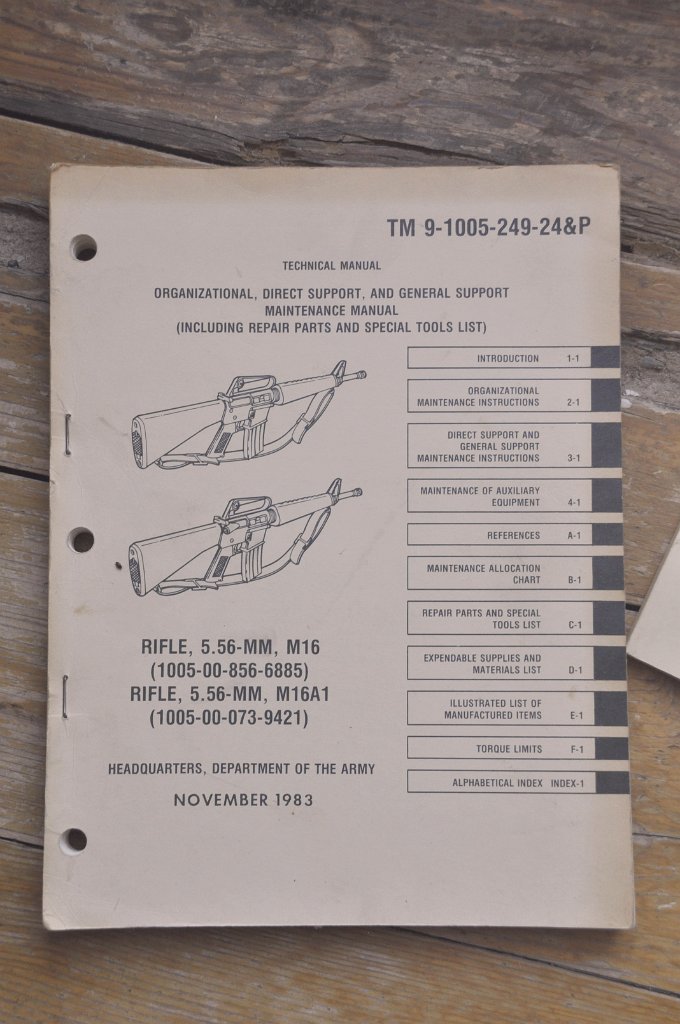 TM 9-1005-249-24&P
TECHNICAL MANUAL
ORGANIZATIONAL, DIRECT SUPPORT, AND GENERAL SUPPORT
MAINTENANCE MANUAL
(INCLUDING REPAIR PARTS AND SPECIAL TOOLS LIST)
INTRODUCTION 1-1
ORGANIZATIONAL
MAINTENANCE INSTRUCTIONS 2-1
DIRECT SUPPORT AND
GENERAL SUPPORT
MAINTENANCE INSTRUCTIONS 3-1
MAINTENANCE OF AUXILIARY
EQUIPMENT 4-1
REFERENCES A-1
MAINTENANCE ALLOCATION
CHART B-1
REPAIR PARTS AND SPECIAL
TOOLS LIST C-1
EXPENDABLE SUPPLIES AND
MATERIALS LIST D-1
ILLUSTRATED LIST OF
MANUFACTURED ITEMS E-1
TORQUE LIMITS F-1
ALPHABETICAL INDEX INDEX-1
RIFLE, 5.56-MM, M16
(1005-00-856-6885)
RIFLE, 5.56-MM, M16A1
(1005-00-073-9421)
HEADQUARTERS, DEPARTMENT OF THE ARMY
NOVEMBER 1983